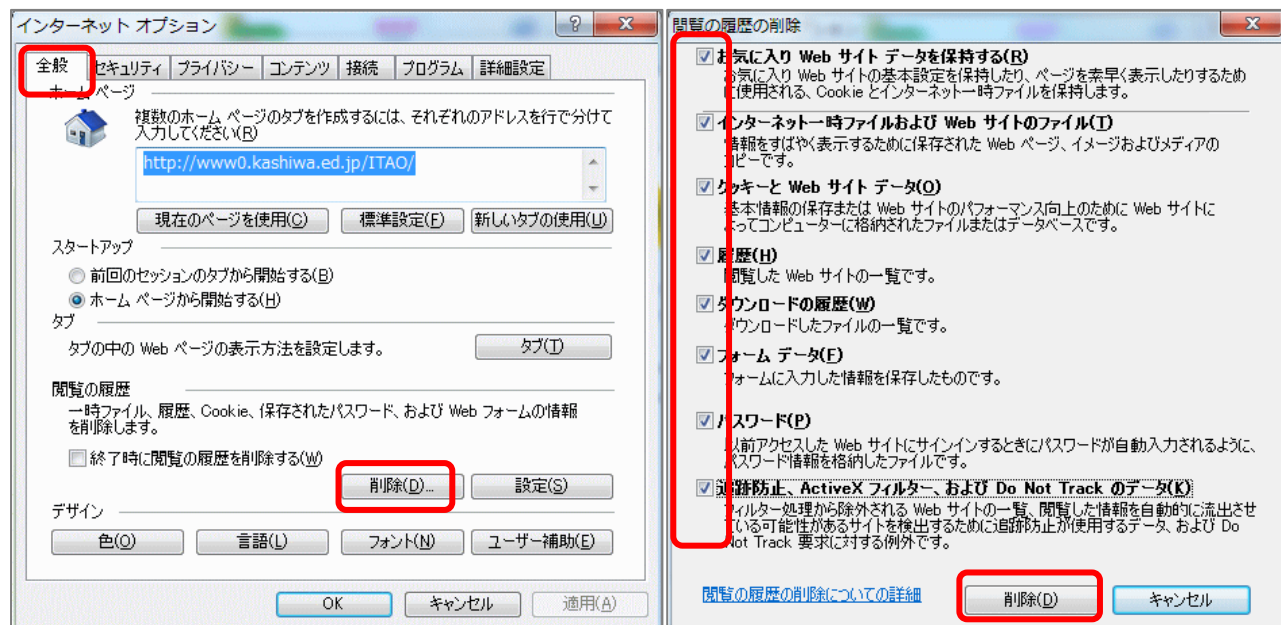 インターネット オプション
全般 セキュリティ プライバシー コンテンツ 接続 プログラム 詳細設定
ホーム ページ
複数のホーム ページのタブを作成するには、それぞれのアドレスを行で分けて
入力してください(R)
http://www0.kashiwa.ed.jp/ITAO/
現在のページを使用(C) 標準設定(F) 新しいタブの使用(U)
スタートアップ
前回のセッションのタブから開始する(B)
ホーム ページから開始する(H)
タブ
タブの中の Web ページの表示方法を設定します。 タブ(T)
閲覧の履歴
一時ファイル、履歴、Cookie、保存されたパスワード、および Web フォームの情報
を削除します。
終了時に閲覧の履歴を削除する(W)
削除(D)... 設定(S)
デザイン
色(O) 言語(L) フォント(N) ユーザー補助(E)
OK キャンセル 適用(A)
閲覧の履歴の削除
お気に入り Web サイト データを保持する(R)
お気に入り Web サイトの基本設定を保持したり、ページを素早く表示したりするため
に使用される、Cookie とインターネット一時ファイルを保持します。
インターネット一時ファイルおよび Web サイトのファイル(T)
情報をすばやく表示するために保存された Web ページ、イメージおよびメディアの
コピーです。
クッキーと Web サイト データ(O)
基本情報の保存または Web サイトのパフォーマンス向上のために Web サイトに
よってコンピューターに格納されたファイルまたはデータベースです。
履歴(H)
閲覧した Web サイトの一覧です。
ダウンロードの履歴(W)
ダウンロードしたファイルの一覧です。
フォーム データ(F)
フォームに入力した情報を保存したものです。
パスワード(P)
以前アクセスした Web サイトにサインインするときにパスワードが自動入力されるように、
パスワード情報を格納したファイルです。
追跡防止、ActiveX フィルター、および Do Not Track のデータ(K)
フィルター処理から除外される Web サイトの一覧、閲覧した情報を自動的に流出させ
ている可能性があるサイトを検出するために追跡防止が使用するデータ、および Do
Not Track 要求に対する例外です。
閲覧の履歴の削除についての詳細 削除(D) キャンセル